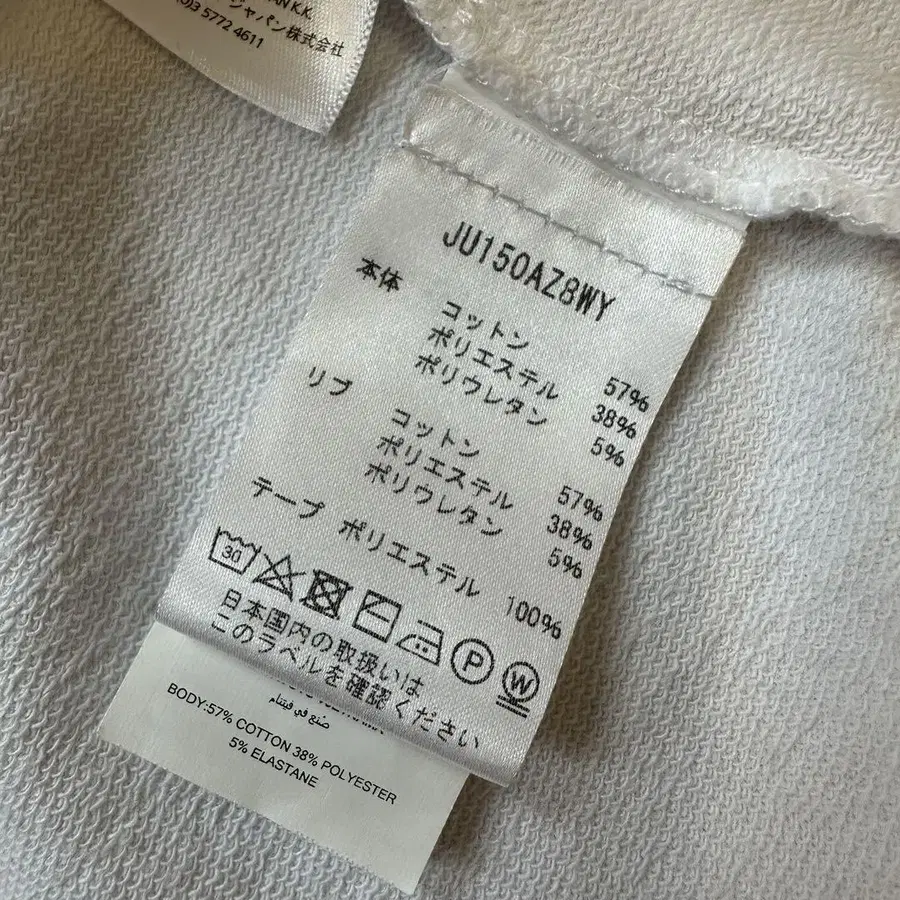 AN K.K.
ジャパン株式会社
3 5772 4611
JU150AZ8WY
本体
コットン 57%
ポリエステル 38%
ポリウレタン 5%
リブ
コットン 57%
ポリエステル 38%
ポリウレタン 5%
テープ ポリエステル 100%
30
P
W
日本国内の取扱いは
このラベルを確認ください
صنع في فيتنام
BODY:57% COTTON 38% POLYESTER
5% ELASTANE